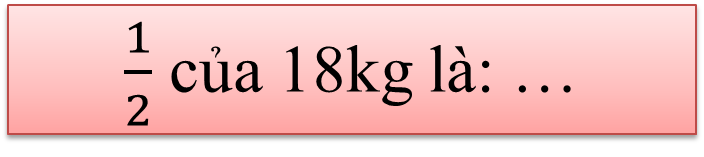 1/2 của 18kg là: …